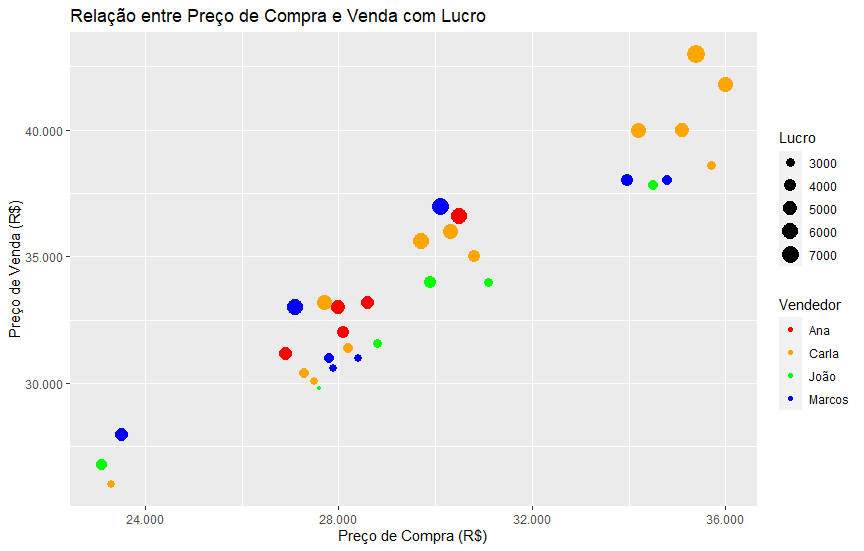 Relação entre Preço de Compra e Venda com Lucro
Preço de Venda (R$)
40.000
35.000
30.000
24.000
28.000
32.000
36.000
Preço de Compra (R$)
Lucro
3000
4000
5000
6000
7000
Vendedor
Ana
Carla
João
Marcos